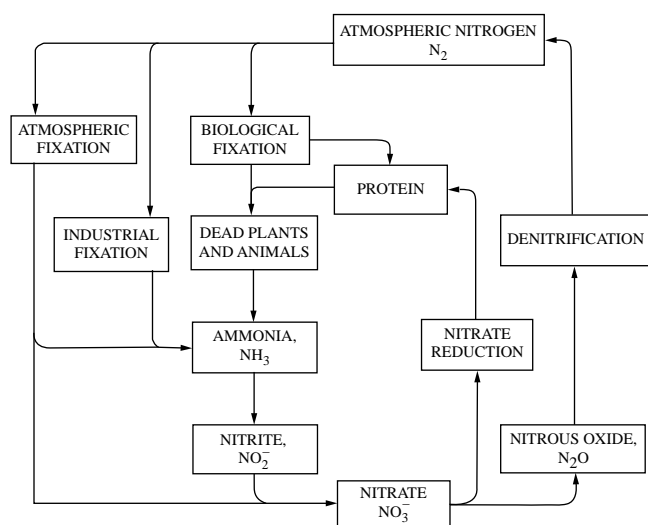 ATMOSPHERIC NITROGEN
N₂
ATMOSPHERIC
FIXATION
BIOLOGICAL
FIXATION
PROTEIN
INDUSTRIAL
FIXATION
DEAD PLANTS
AND ANIMALS
DENITRIFICATION
AMMONIA,
NH₃
NITRATE
REDUCTION
NITRITE,
NO₂⁻
NITROUS OXIDE,
N₂O
NITRATE
NO₃⁻